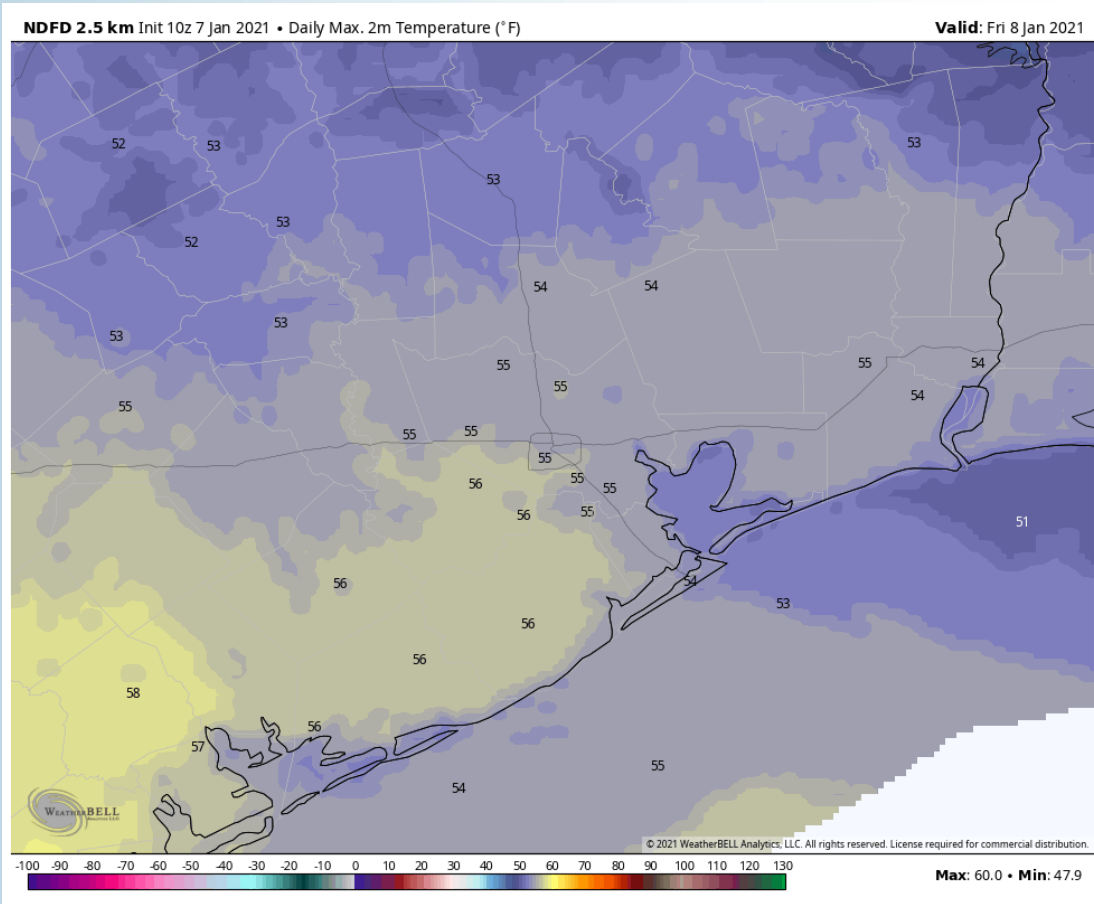 NDFD 2.5 km Init 10z 7 Jan 2021 • Daily Max. 2m Temperature (°F) Valid: Fri 8 Jan 2021
52 53 53
53
53
52
54 54
53
53
55 55 54
55 54
55
55 55
55
55
56 55
56 55
51
56 54
53
56
56
58
56
57
55
54
WEATHERBELL
Analytics LLC
© 2021 WeatherBELL Analytics, LLC. All rights reserved. License required for commercial distribution.
-100 -90 -80 -70 -60 -50 -40 -30 -20 -10 0 10 20 30 40 50 60 70 80 90 100 110 120 130
Max: 60.0 • Min: 47.9